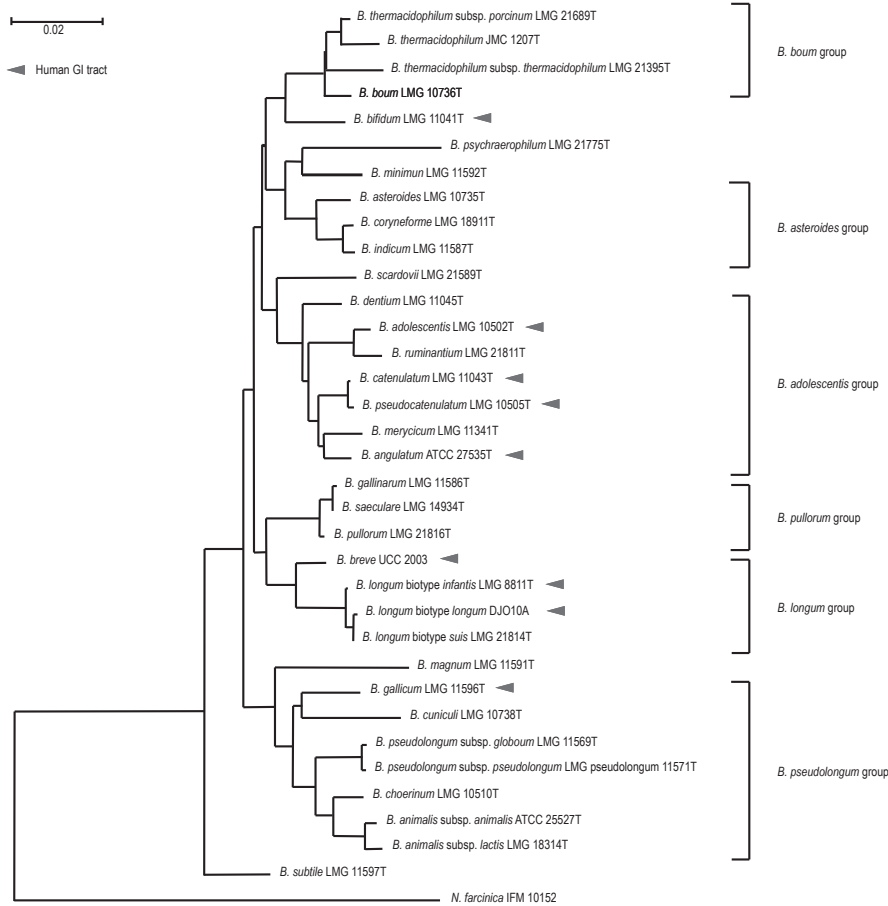 B. thermacidophilum subsp. porcinum LMG 21689T
0.02
B. thermacidophilum JMC 1207T
B. boum group
Human GI tract
B. thermacidophilum subsp. thermacidophilum LMG 21395T
B. boum LMG 10736T
B. bifidum LMG 11041T
B. psychraerophilum LMG 21775T
B. minimun LMG 11592T
B. asteroides LMG 10735T
B. coryneforme LMG 18911T
B. asteroides group
B. indicum LMG 11587T
B. scardovii LMG 21589T
B. dentium LMG 11045T
B. adolescentis LMG 10502T
B. ruminantium LMG 21811T
B. catenulatum LMG 11043T
B. adolescentis group
B. pseudocatenulatum LMG 10505T
B. merycicum LMG 11341T
B. angulatum ATCC 27535T
B. gallinarum LMG 11586T
B. saeculare LMG 14934T
B. pullorum group
B. pullorum LMG 21816T
B. breve UCC 2003
B. longum biotype infantis LMG 8811T
B. longum biotype longum DJO10A
B. longum group
B. longum biotype suis LMG 21814T
B. magnum LMG 11591T
B. gallicum LMG 11596T
B. cuniculi LMG 10738T
B. pseudolongum subsp. globoum LMG 11569T
B. pseudolongum subsp. pseudolongum LMG pseudolongum 11571T
B. pseudolongum group
B. choerinum LMG 10510T
B. animalis subsp. animalis ATCC 25527T
B. animalis subsp. lactis LMG 18314T
B. subtile LMG 11597T
N. farcinica IFM 10152